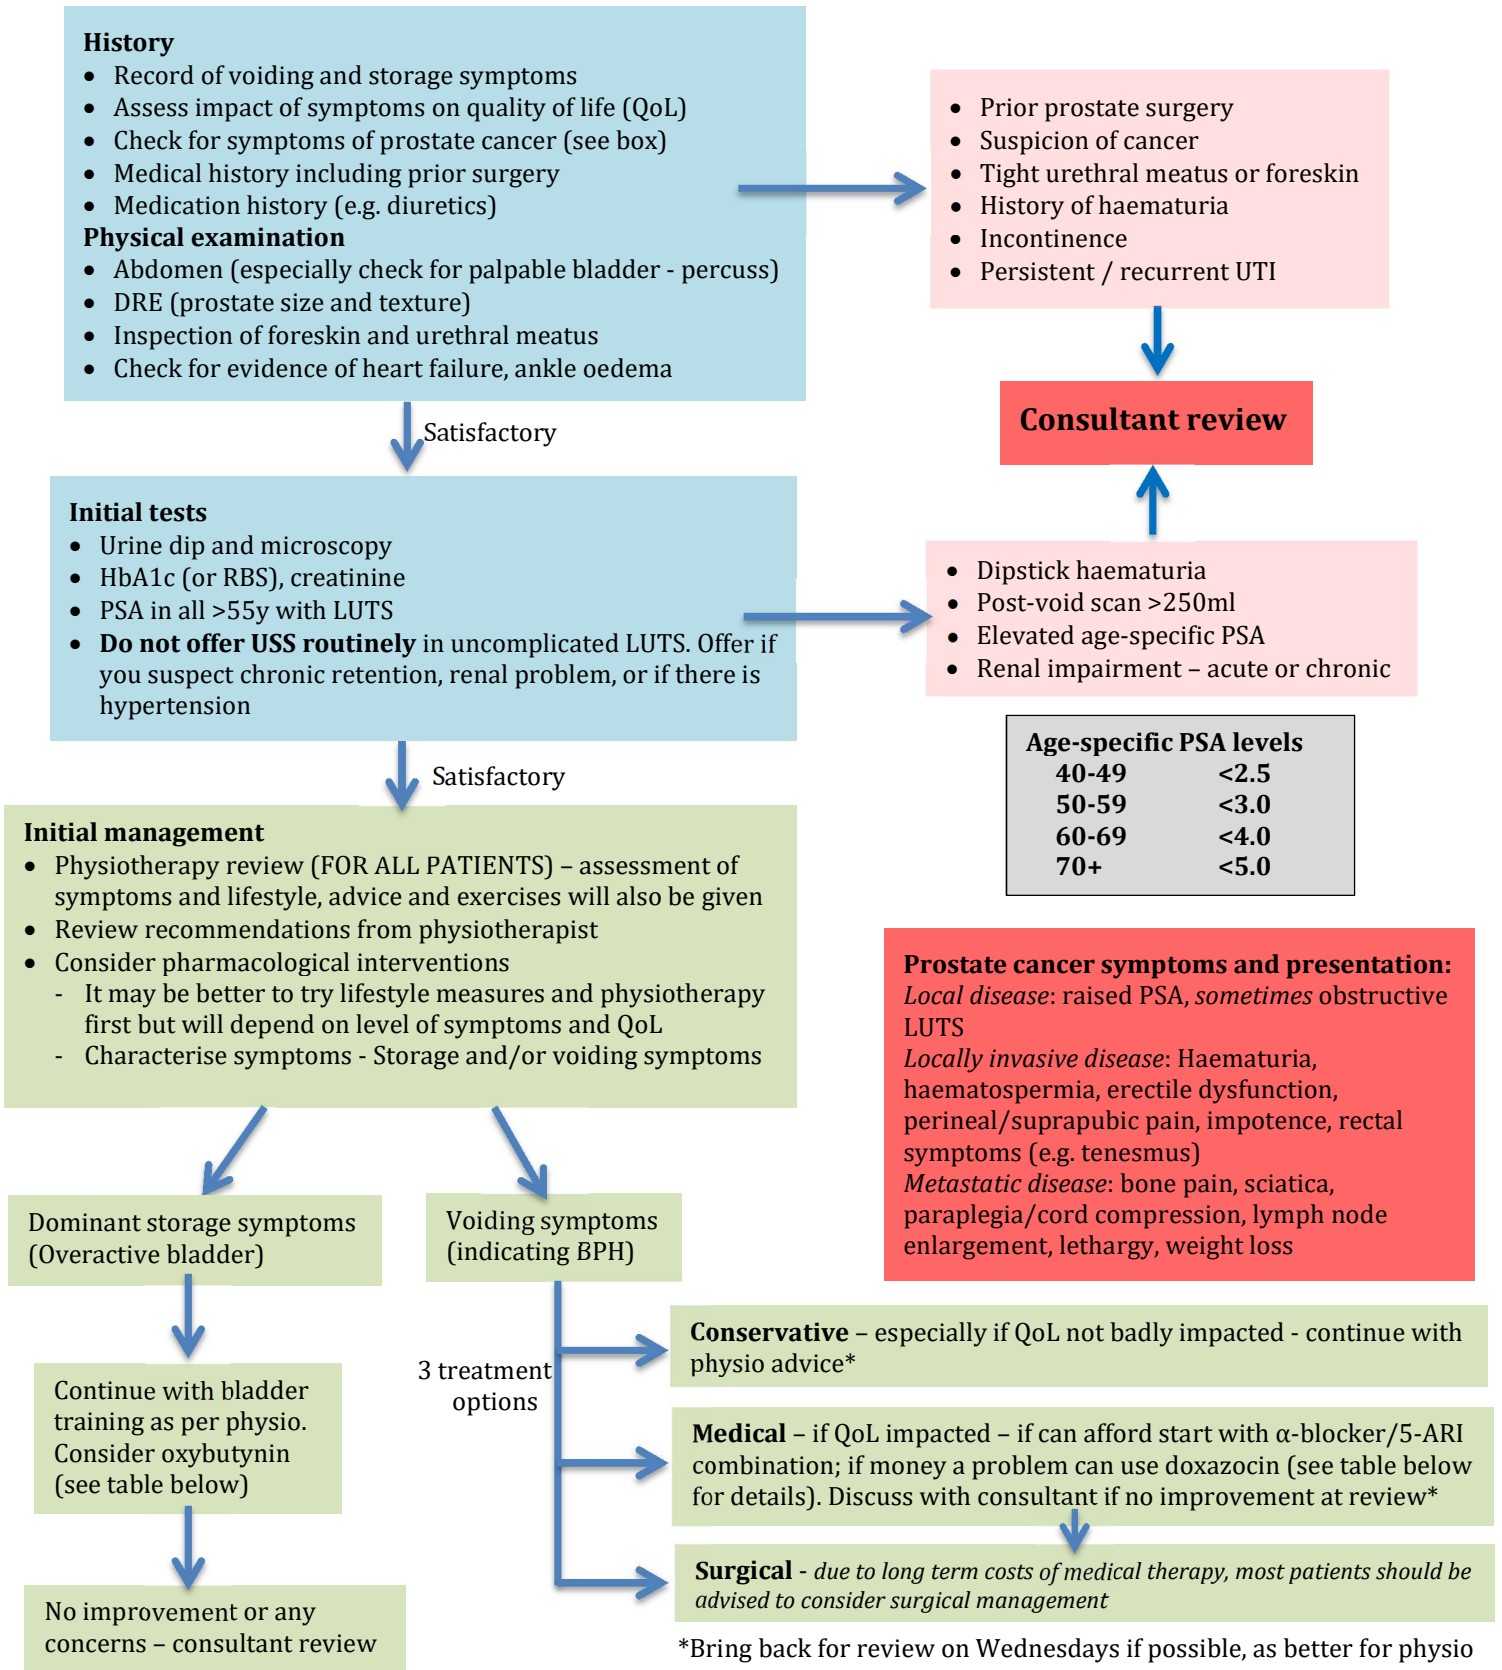 History
• Record of voiding and storage symptoms
• Assess impact of symptoms on quality of life (QoL)
• Check for symptoms of prostate cancer (see box)
• Medical history including prior surgery
• Medication history (e.g. diuretics)
Physical examination
• Abdomen (especially check for palpable bladder - percuss)
• DRE (prostate size and texture)
• Inspection of foreskin and urethral meatus
• Check for evidence of heart failure, ankle oedema
• Prior prostate surgery
• Suspicion of cancer
• Tight urethral meatus or foreskin
• History of haematuria
• Incontinence
• Persistent / recurrent UTI
Consultant review
Satisfactory
Initial tests
• Urine dip and microscopy
• HbA1c (or RBS), creatinine
• PSA in all >55y with LUTS
• Do not offer USS routinely in uncomplicated LUTS. Offer if
you suspect chronic retention, renal problem, or if there is
hypertension
• Dipstick haematuria
• Post-void scan >250ml
• Elevated age-specific PSA
• Renal impairment – acute or chronic
Satisfactory
Age-specific PSA levels
40-49 <2.5
50-59 <3.0
60-69 <4.0
70+ <5.0
Initial management
• Physiotherapy review (FOR ALL PATIENTS) – assessment of
symptoms and lifestyle, advice and exercises will also be given
• Review recommendations from physiotherapist
• Consider pharmacological interventions
- It may be better to try lifestyle measures and physiotherapy
first but will depend on level of symptoms and QoL
- Characterise symptoms - Storage and/or voiding symptoms
Prostate cancer symptoms and presentation:
Local disease: raised PSA, sometimes obstructive
LUTS
Locally invasive disease: Haematuria,
haematospermia, erectile dysfunction,
perineal/suprapubic pain, impotence, rectal
symptoms (e.g. tenesmus)
Metastatic disease: bone pain, sciatica,
paraplegia/cord compression, lymph node
enlargement, lethargy, weight loss
Dominant storage symptoms
(Overactive bladder)
Voiding symptoms
(indicating BPH)
Continue with bladder
training as per physio.
Consider oxybutynin
(see table below)
No improvement or any
concerns – consultant review
3 treatment
options
Conservative – especially if QoL not badly impacted - continue with
physio advice*
Medical – if QoL impacted – if can afford start with α-blocker/5-ARI
combination; if money a problem can use doxazocin (see table below
for details). Discuss with consultant if no improvement at review*
Surgical - due to long term costs of medical therapy, most patients should be
advised to consider surgical management
*Bring back for review on Wednesdays if possible, as better for physio